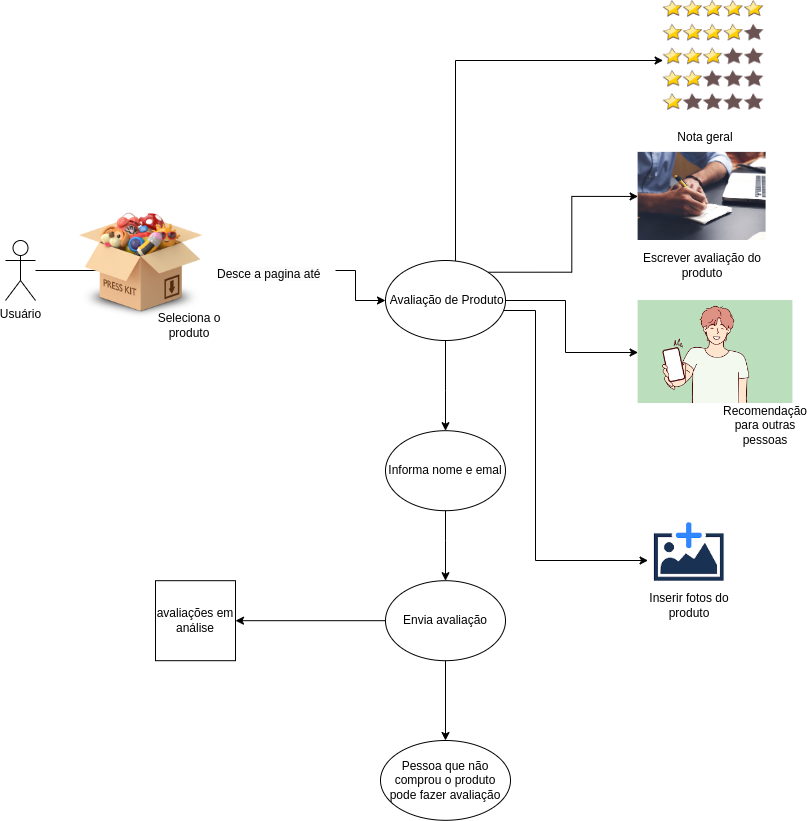 Nota geral
Escrever avaliação do
produto
Usuário
PRESS KIT
Seleciona o
produto
Desce a pagina até
Avaliação de Produto
Recomendação
para outras
pessoas
Informa nome e emal
Inserir fotos do
produto
avaliações em
análise
Envia avaliação
Pessoa que não
comprou o produto
pode fazer avaliação